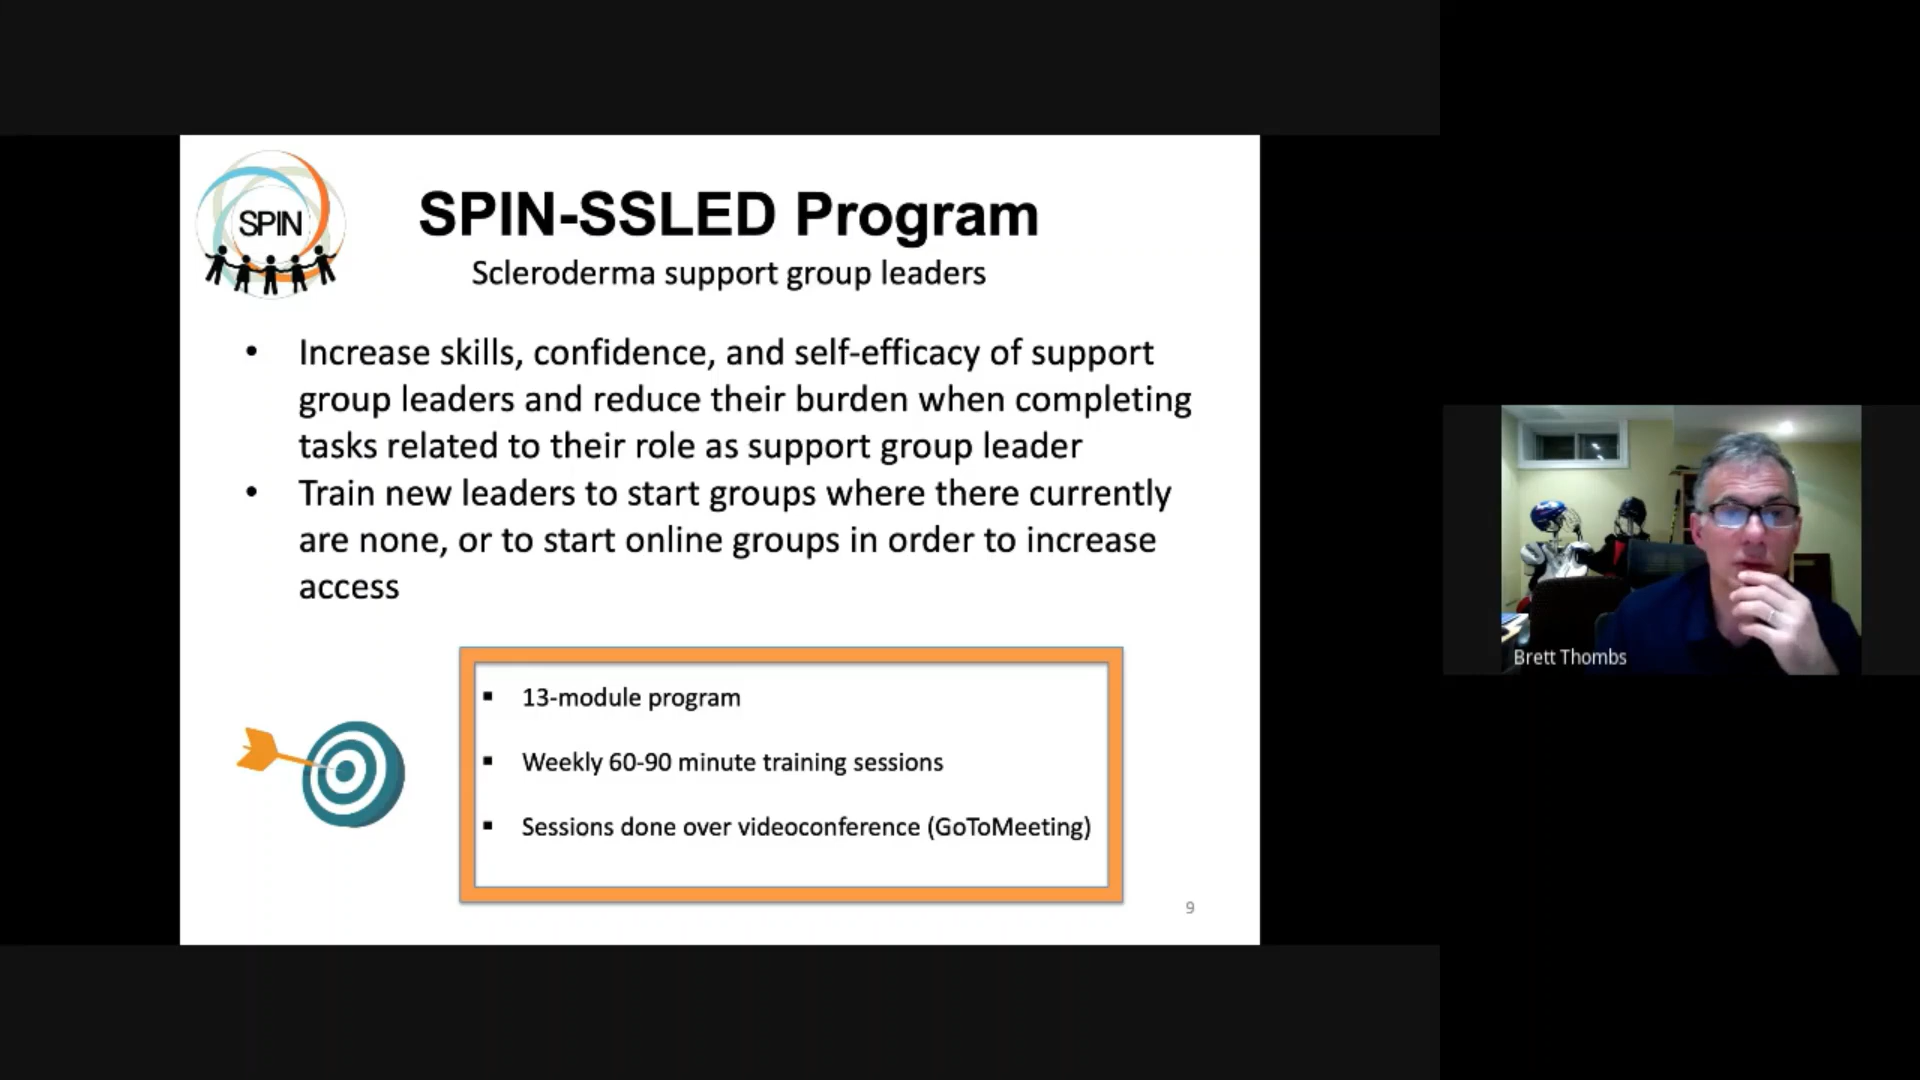 SPIN
SPIN-SSLED Program
Scleroderma support group leaders
• Increase skills, confidence, and self-efficacy of support
group leaders and reduce their burden when completing
tasks related to their role as support group leader
• Train new leaders to start groups where there currently
are none, or to start online groups in order to increase
access
▪ 13-module program
▪ Weekly 60-90 minute training sessions
▪ Sessions done over videoconference (GoToMeeting)
9
Brett Thombs